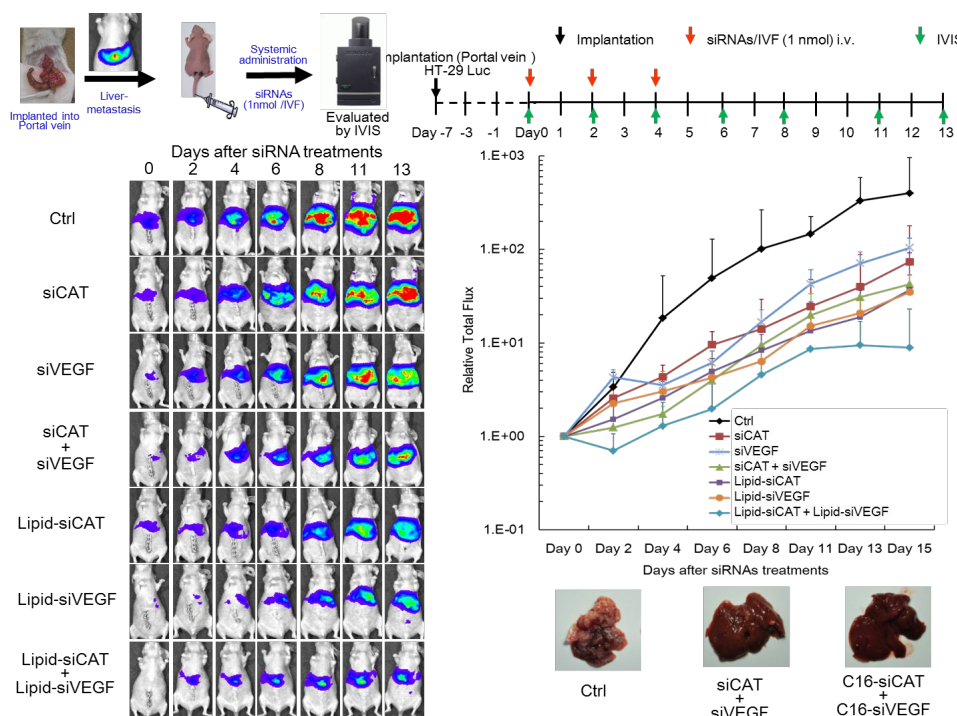 Implanted into
Portal vein
Liver-
metastasis
Systemic
administration
siRNAs
(1nmol /IVF)
Evaluated
by IVIS
Implantation
siRNAs/IVF (1 nmol) i.v.
IVIS
mplantation (Portal vein)
HT-29 Luc
Day -7 -3 -1 Day0 1 2 3 4 5 6 7 8 9 10 11 12 13
Days after siRNA treatments
0 2 4 6 8 11 13
Ctrl
siCAT
siVEGF
siCAT
+
siVEGF
Lipid-siCAT
Lipid-siVEGF
Lipid-siCAT
+
Lipid-siVEGF
Relative Total Flux
1.E+03
1.E+02
1.E+01
1.E+00
1.E-01
Ctrl
siCAT
siVEGF
siCAT + siVEGF
Lipid-siCAT
Lipid-siVEGF
Lipid-siCAT + Lipid-siVEGF
Day 0 Day 2 Day 4 Day 6 Day 8 Day 11 Day 13 Day 15
Days after siRNAs treatments
Ctrl
siCAT
+
siVEGF
C16-siCAT
+
C16-siVEGF